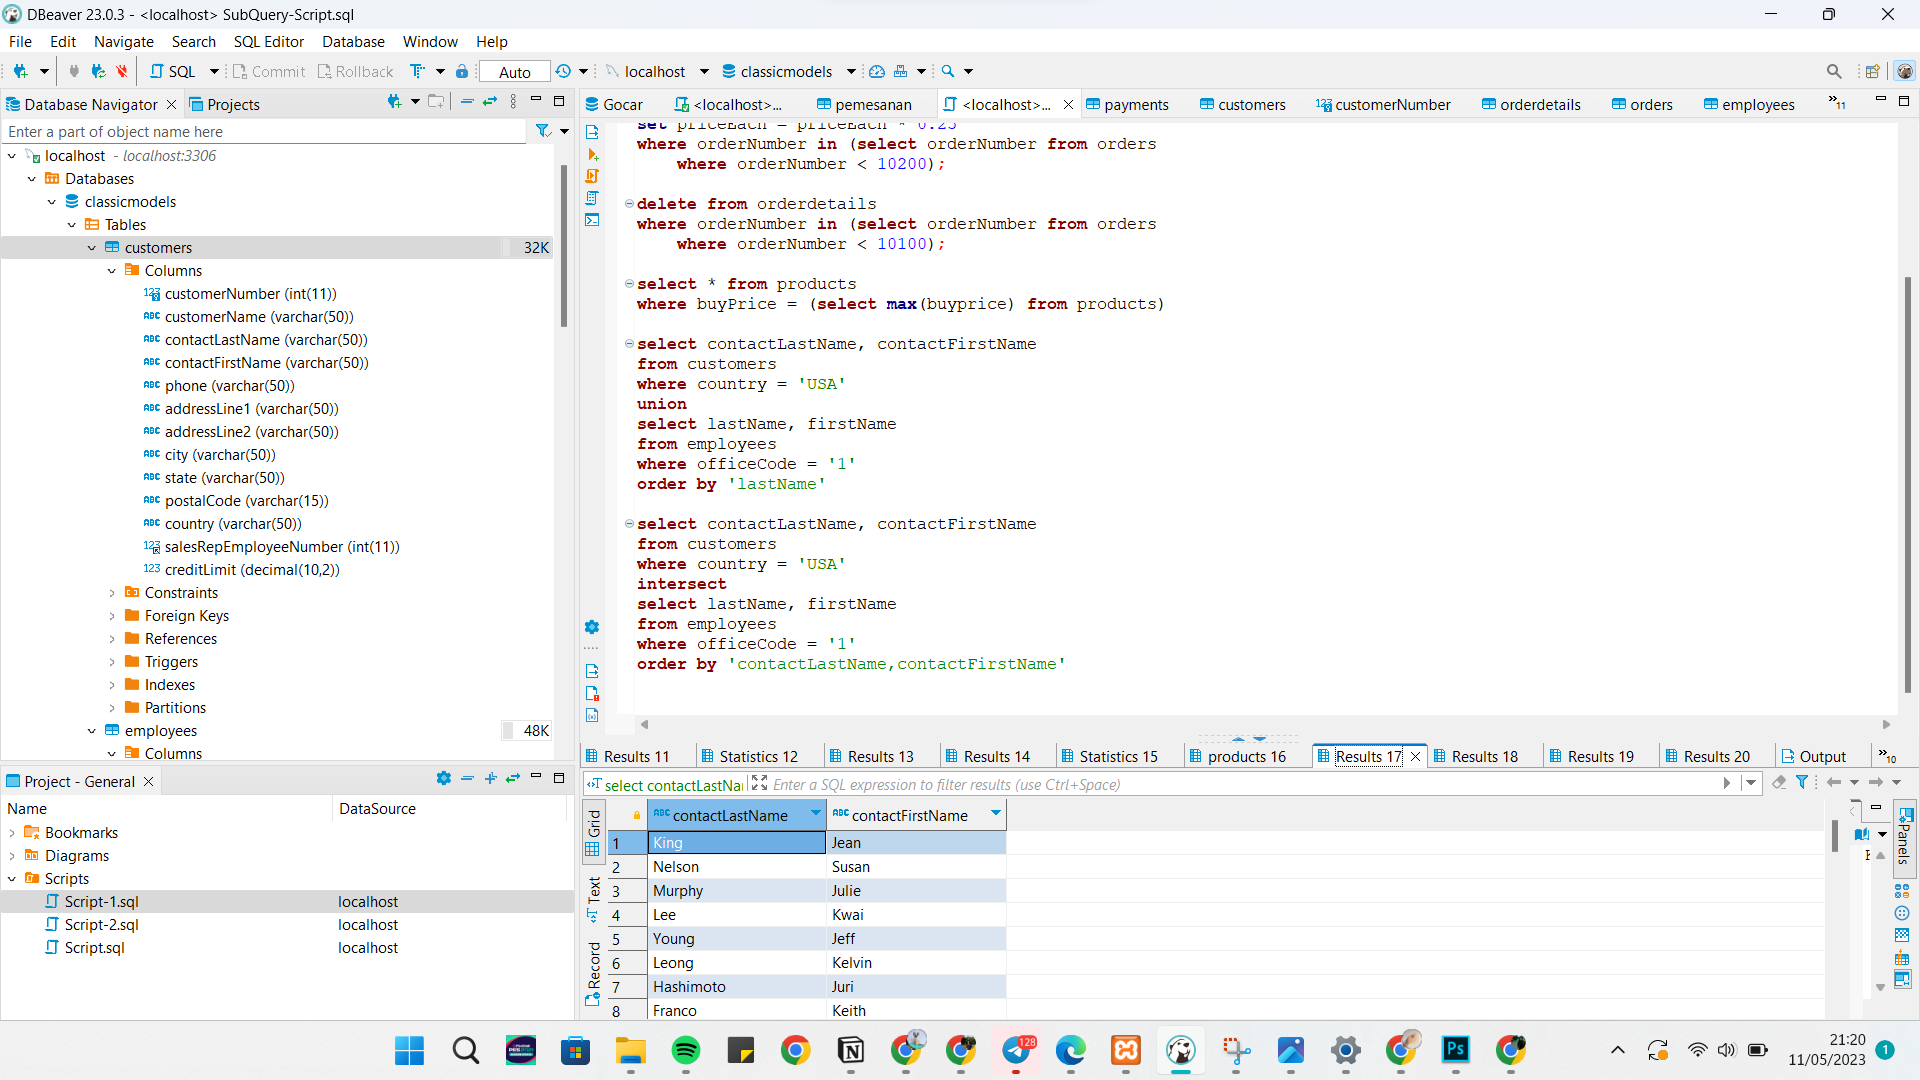 DBeaver 23.0.3 - <localhost> SubQuery-Script.sql
File Edit Navigate Search SQL Editor Database Window Help
SQL Commit Rollback Auto localhost classicmodels
Database Navigator Projects
Gocar <localhost>... pemesanan <localhost>... payments customers customerNumber orderdetails orders employees »11
Enter a part of object name here
localhost - localhost:3306
Databases
classicmodels
Tables
customers 32K
Columns
customerNumber (int(11))
customerName (varchar(50))
contactLastName (varchar(50))
contactFirstName (varchar(50))
phone (varchar(50))
addressLine1 (varchar(50))
addressLine2 (varchar(50))
city (varchar(50))
state (varchar(50))
postalCode (varchar(15))
country (varchar(50))
salesRepEmployeeNumber (int(11))
creditLimit (decimal(10,2))
Constraints
Foreign Keys
References
Triggers
Indexes
Partitions
employees 48K
Columns
set priceEach = priceEach * 0.25
where orderNumber in (select orderNumber from orders
where orderNumber < 10200);
delete from orderdetails
where orderNumber in (select orderNumber from orders
where orderNumber < 10100);
select * from products
where buyPrice = (select max(buyprice) from products)
select contactLastName, contactFirstName
from customers
where country = 'USA'
union
select lastName, firstName
from employees
where officeCode = '1'
order by 'lastName'
select contactLastName, contactFirstName
from customers
where country = 'USA'
intersect
select lastName, firstName
from employees
where officeCode = '1'
order by 'contactLastName,contactFirstName'
Project - General
Name DataSource
Bookmarks
Diagrams
Scripts
Script-1.sql localhost
Script-2.sql localhost
Script.sql localhost
Results 11 Statistics 12 Results 13 Results 14 Statistics 15 products 16 Results 17 Results 18 Results 19 Results 20 Output »10
select contactLastNa Enter a SQL expression to filter results (use Ctrl+Space)
Grid
Text
Record
Panels
contactLastName contactFirstName
1 King Jean
2 Nelson Susan
3 Murphy Julie
4 Lee Kwai
5 Young Jeff
6 Leong Kelvin
7 Hashimoto Juri
8 Franco Keith
128
Ps
21:20
11/05/2023
1